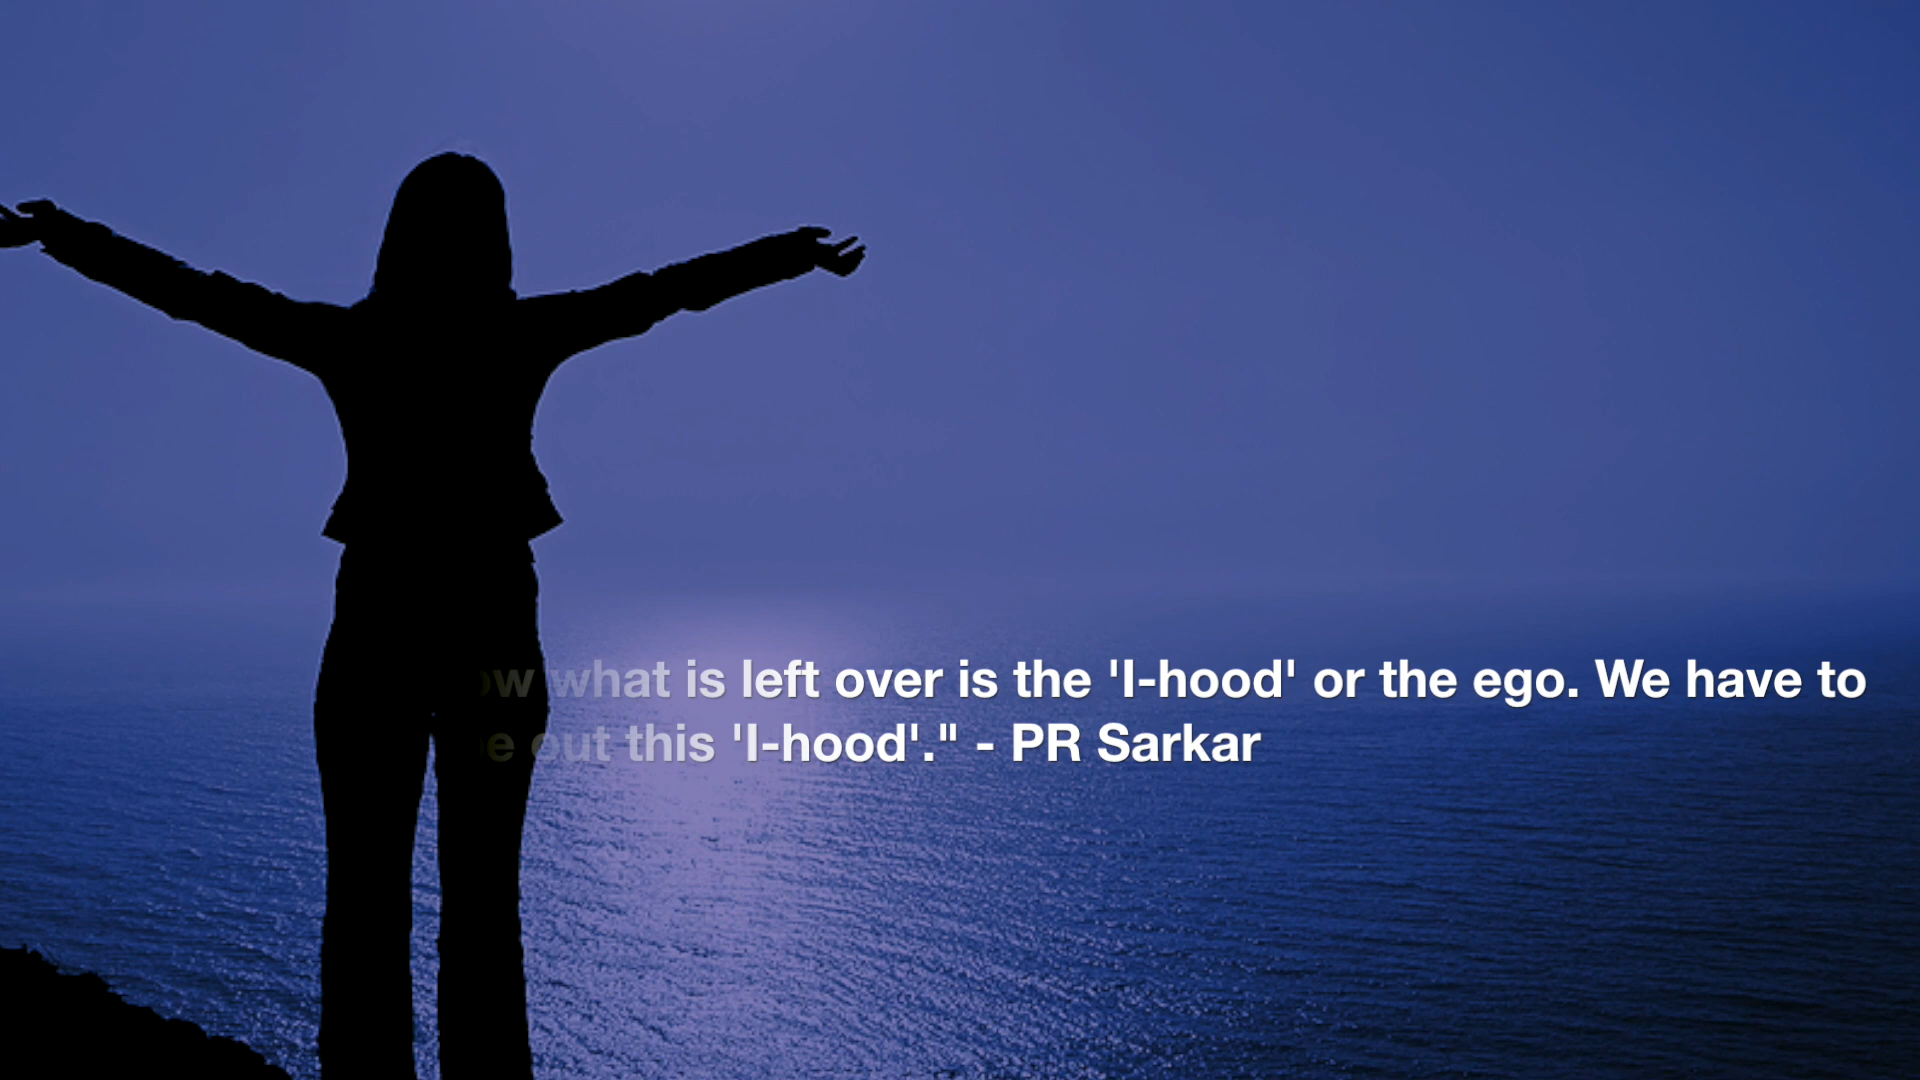 what is left over is the 'I-hood' or the ego. We have to
out this 'I-hood'." - PR Sarkar